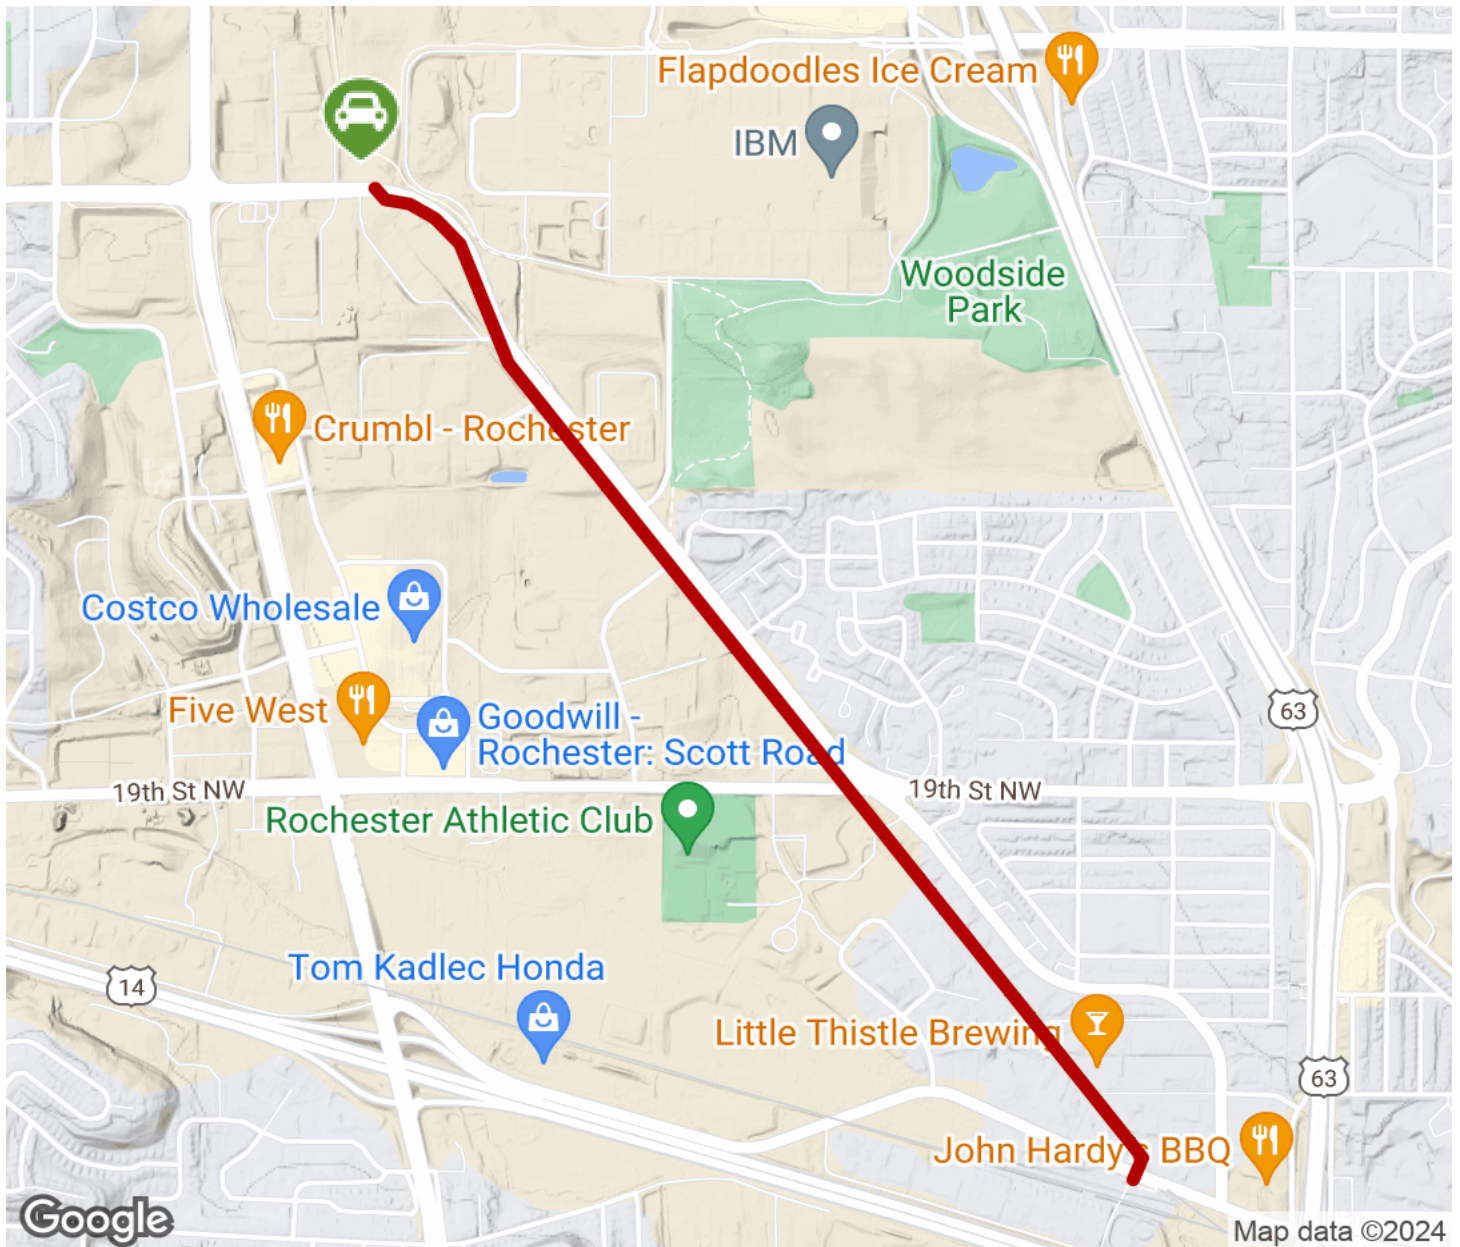 Flapdoodles Ice Cream
IBM
Woodside
Park
Crumbl - Rochester
Costco Wholesale
Five West
Goodwill -
Rochester: Scott Road
63
19th St NW
19th St NW
Rochester Athletic Club
Tom Kadlec Honda
14
Little Thistle Brewing
63
John Hardy's BBQ
Google
Map data ©2024